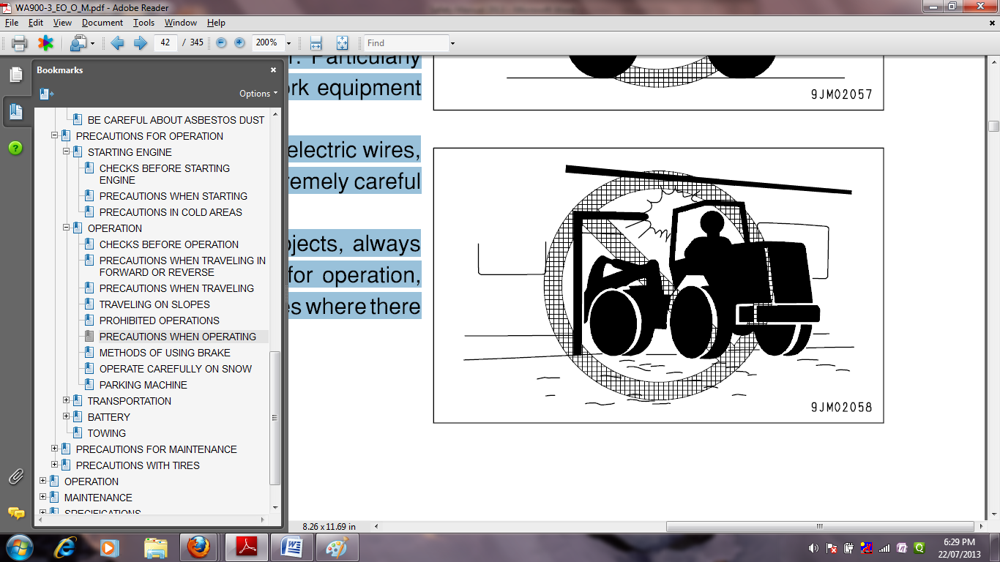 WA900-3_EO_O_M.pdf - Adobe Reader
File Edit View Document Tools Window Help
42 / 345 200% Find
Bookmarks
Options
BE CAREFUL ABOUT ASBESTOS DUST
PRECAUTIONS FOR OPERATION
STARTING ENGINE
CHECKS BEFORE STARTING
ENGINE
PRECAUTIONS WHEN STARTING
PRECAUTIONS IN COLD AREAS
OPERATION
CHECKS BEFORE OPERATION
PRECAUTIONS WHEN TRAVELING IN
FORWARD OR REVERSE
PRECAUTIONS WHEN TRAVELING
TRAVELING ON SLOPES
PROHIBITED OPERATIONS
PRECAUTIONS WHEN OPERATING
METHODS OF USING BRAKE
OPERATE CAREFULLY ON SNOW
PARKING MACHINE
TRANSPORTATION
BATTERY
TOWING
PRECAUTIONS FOR MAINTENANCE
PRECAUTIONS WITH TIRES
OPERATION
MAINTENANCE
SPECIFICATIONS
Particularly
equipment
electric wires,
careful
always
for operation,
where there
9JM02057
9JM02058
8.26 x 11.69 in
6:29 PM
22/07/2013